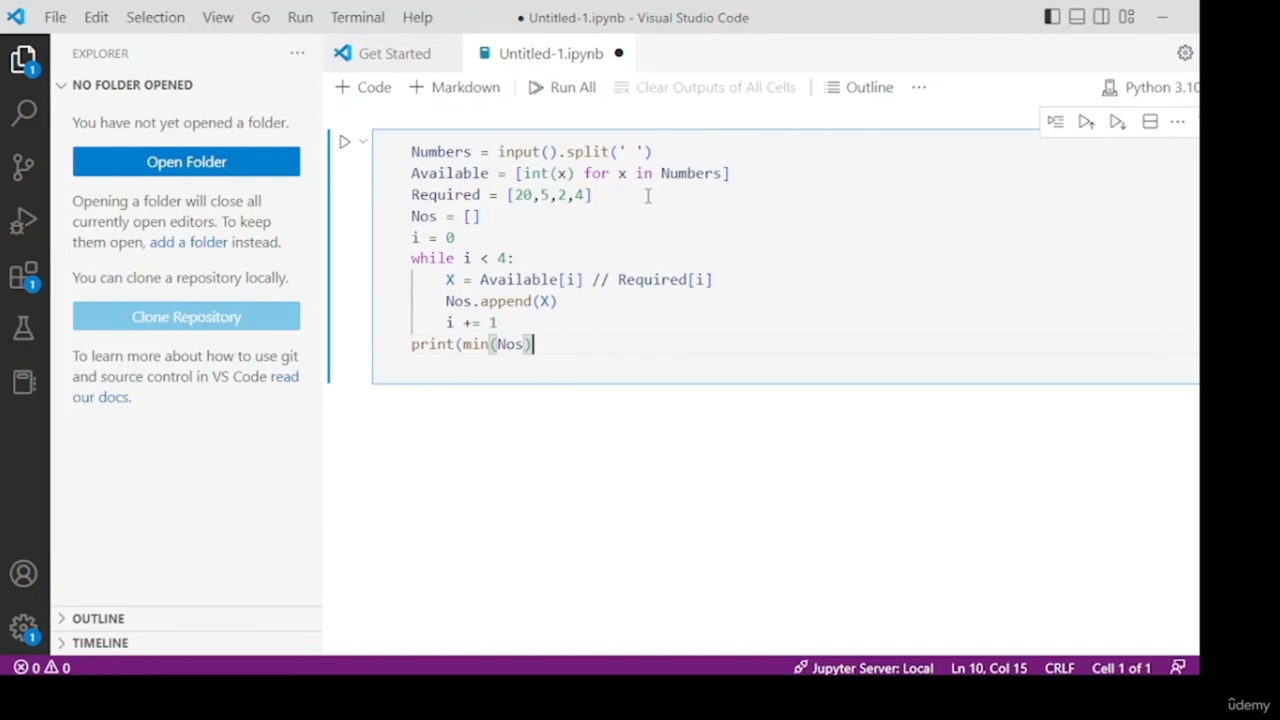 File Edit Selection View Go Run Terminal Help ● Untitled-1.ipynb - Visual Studio Code
EXPLORER
Get Started Untitled-1.ipynb
NO FOLDER OPENED
+ Code + Markdown Run All Clear Outputs of All Cells Outline ... Python 3.10
You have not yet opened a folder.
Open Folder
Opening a folder will close all
currently open editors. To keep
them open, add a folder instead.
You can clone a repository locally.
Clone Repository
To learn more about how to use git
and source control in VS Code read
our docs.
Numbers = input().split(' ')
Available = [int(x) for x in Numbers]
Required = [20,5,2,4]
Nos = []
i = 0
while i < 4:
X = Available[i] // Required[i]
Nos.append(X)
i += 1
print(min(Nos)
1
1
1
OUTLINE
TIMELINE
0 0 Jupyter Server: Local Ln 10, Col 15 CRLF Cell 1 of 1
ûdemy